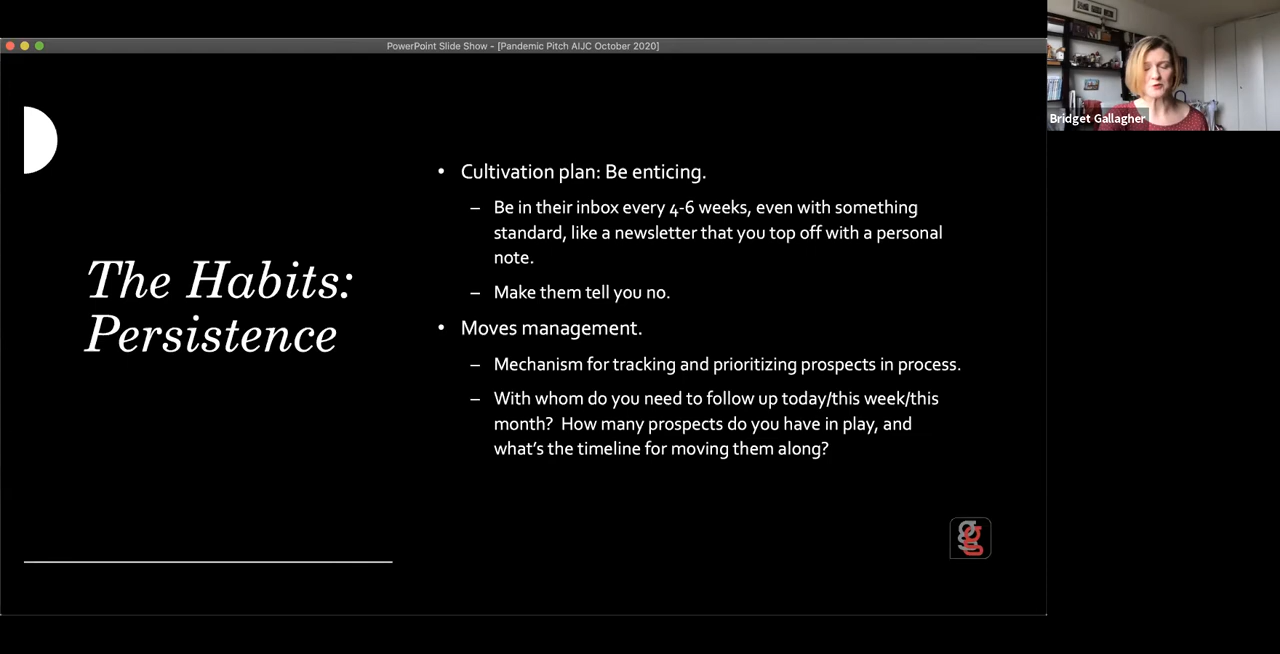 PowerPoint Slide Show - [Pandemic Pitch AIJC October 2020]
Bridget Gallagher
The Habits:
Persistence
• Cultivation plan: Be enticing.
– Be in their inbox every 4-6 weeks, even with something
standard, like a newsletter that you top off with a personal
note.
– Make them tell you no.
• Moves management.
– Mechanism for tracking and prioritizing prospects in process.
– With whom do you need to follow up today/this week/this
month?  How many prospects do you have in play, and
what's the timeline for moving them along?
gg